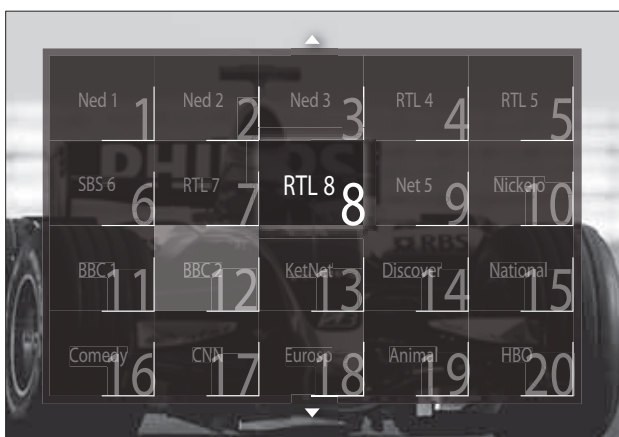 Ned 1 1 Ned 2 2 Ned 3 3 RTL 4 4 RTL 5 5
PHILIPS
SBS 6 6 RTL 7 7 RTL 8 8 Net 5 9 Nickelo 10
RBS
BBC 1 11 BBC 2 12 KetNet 13 Discover 14 National 15
Comedy 16 CNN 17 Eurosp 18 Animal 19 HBO 20